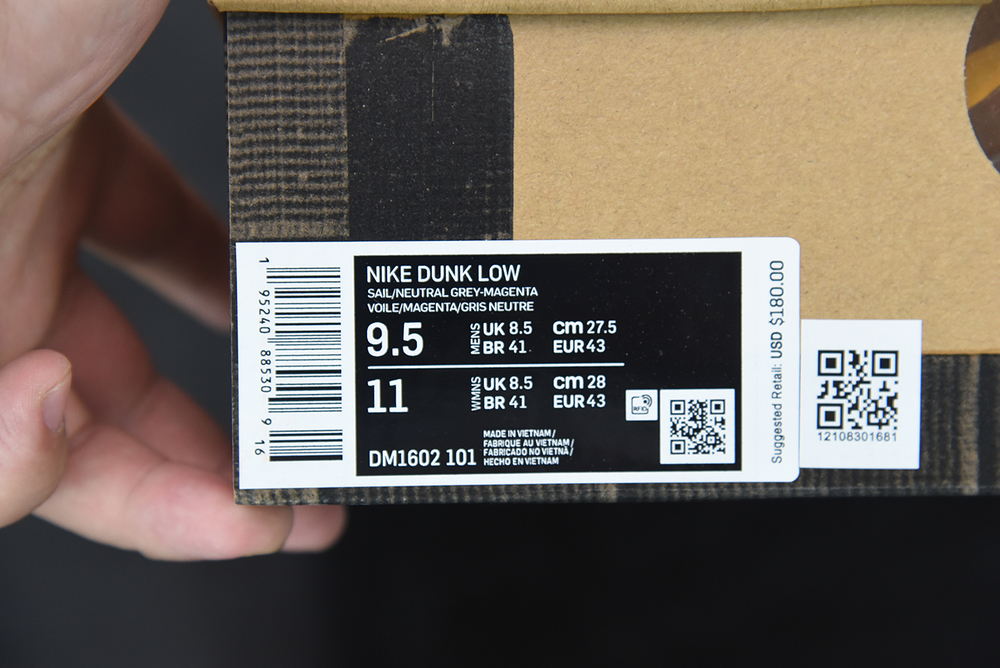 NIKE DUNK LOW
SAIL/NEUTRAL GREY-MAGENTA
VOILE/MAGENTA/GRIS NEUTRE
9.5 MENS UK 8.5 cm 27.5
BR 41 EUR 43
11 WMNS UK 8.5 cm 28
BR 41 EUR 43
MADE IN VIETNAM /
FABRIQUE AU VIETNAM /
FABRICADO NO VIETNÃ /
HECHO EN VIETNAM
DM1602 101
1 95240 88530 9 16
Suggested Retail: USD $180.00
12108301681